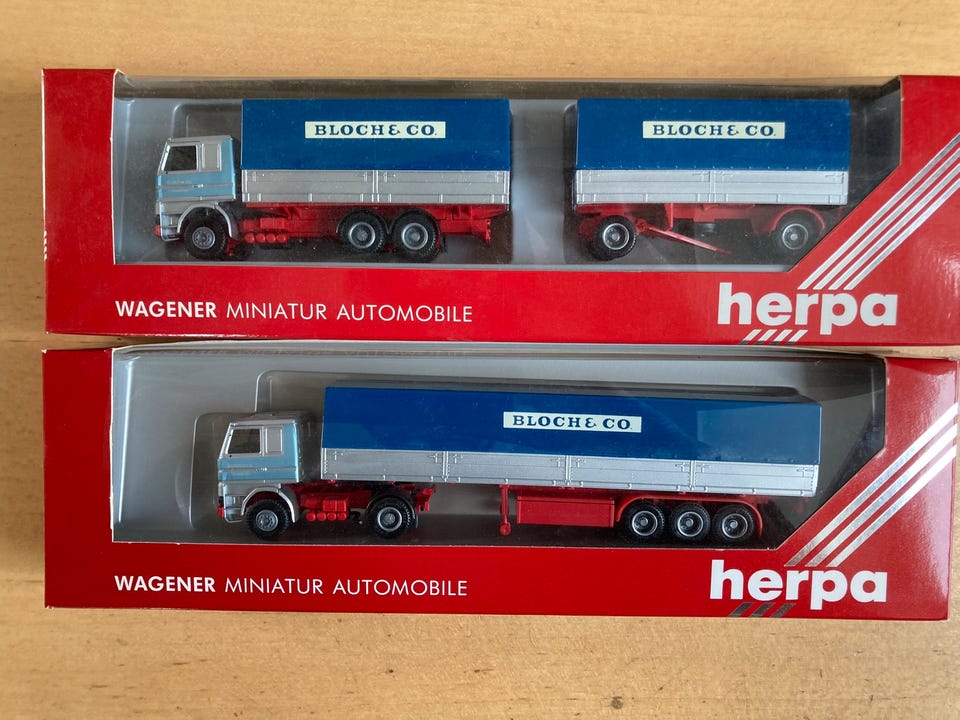 BLOCH & CO.
BLOCH & CO.
WAGENER MINIATUR AUTOMOBILE
herpa
BLOCH & CO.
WAGENER MINIATUR AUTOMOBILE
herpa